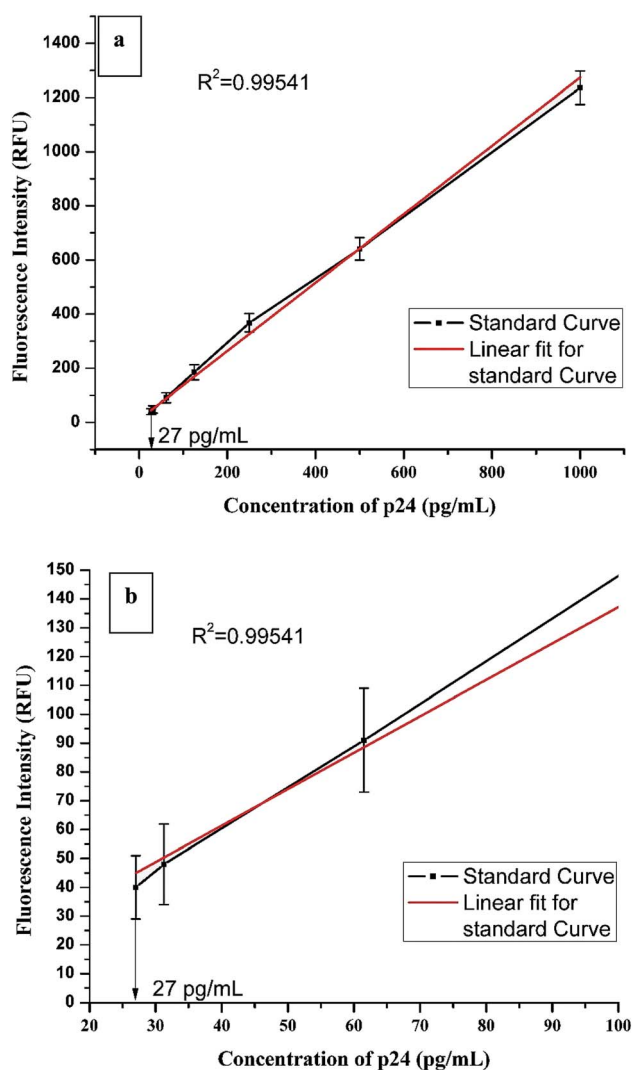 a
R²=0.99541
Fluorescence Intensity (RFU)
1400
1200
1000
800
600
400
200
0
Standard Curve
Linear fit for
standard Curve
27 pg/mL
0 200 400 600 800 1000
Concentration of p24 (pg/mL)
b
R²=0.99541
Fluorescence Intensity (RFU)
150
140
130
120
110
100
90
80
70
60
50
40
30
20
10
0
Standard Curve
Linear fit for
standard Curve
27 pg/mL
20 30 40 50 60 70 80 90 100
Concentration of p24 (pg/mL)